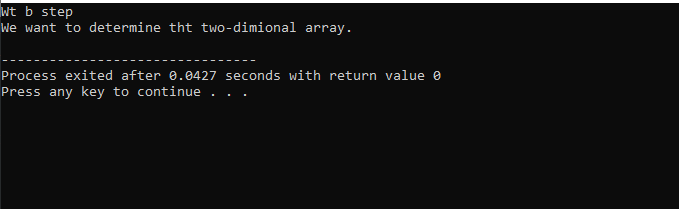 Wt b step
We want to determine tht two-dimional array.
--------------------------------
Process exited after 0.0427 seconds with return value 0
Press any key to continue . . .